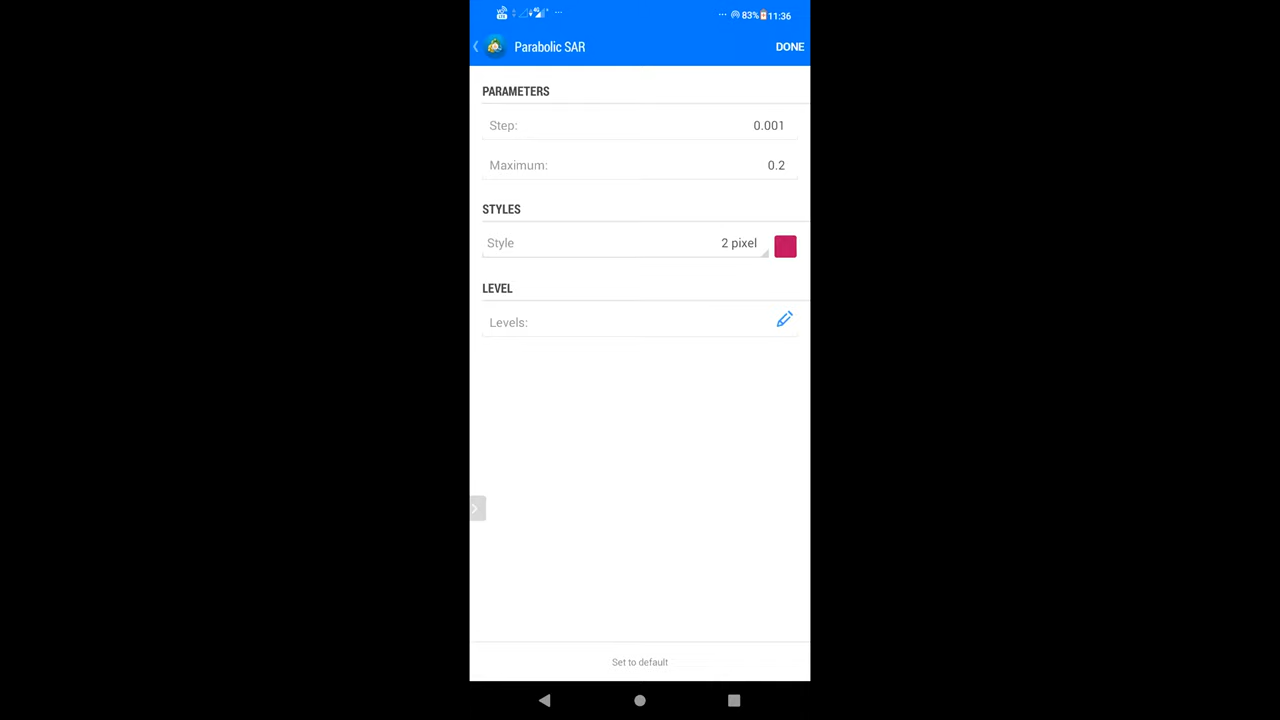 83% 11:36
Parabolic SAR DONE
PARAMETERS
Step: 0.001
Maximum: 0.2
STYLES
Style 2 pixel
LEVEL
Levels:
Set to default